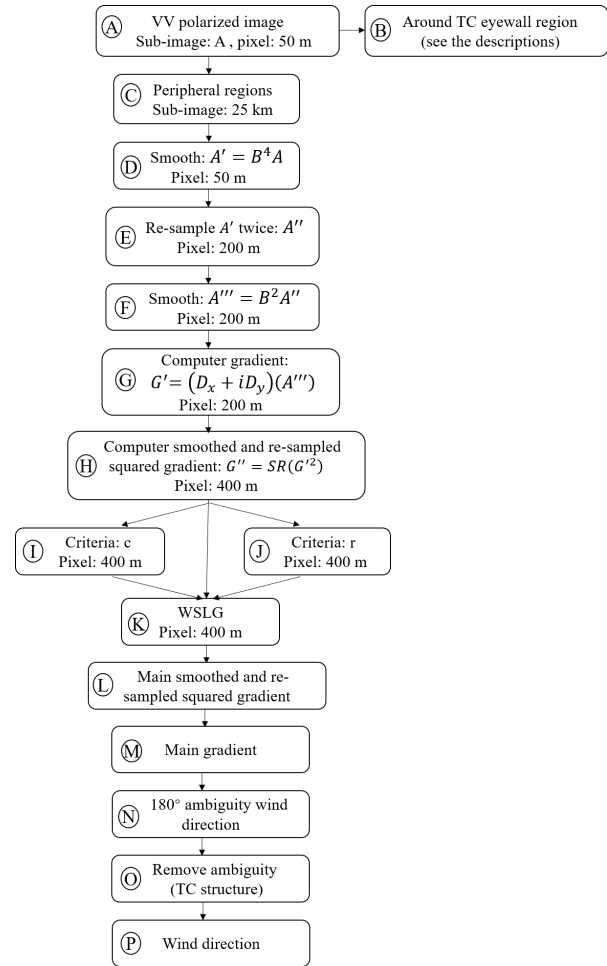 A
VV polarized image
Sub-image: A , pixel: 50 m
B
Around TC eyewall region
(see the descriptions)
C
Peripheral regions
Sub-image: 25 km
D
Smooth: A′ = B⁴A
Pixel: 50 m
E
Re-sample A′ twice: A′′
Pixel: 200 m
F
Smooth: A′′′ = B²A′′
Pixel: 200 m
G
Computer gradient:
G′= (Dₓ + iDᵧ)(A′′′)
Pixel: 200 m
H
Computer smoothed and re-sampled
squared gradient: G′′ = SR(G′²)
Pixel: 400 m
I
Criteria: c
Pixel: 400 m
J
Criteria: r
Pixel: 400 m
K
WSLG
Pixel: 400 m
L
Main smoothed and re-
sampled squared gradient
M
Main gradient
N
180° ambiguity wind
direction
O
Remove ambiguity
(TC structure)
P
Wind direction